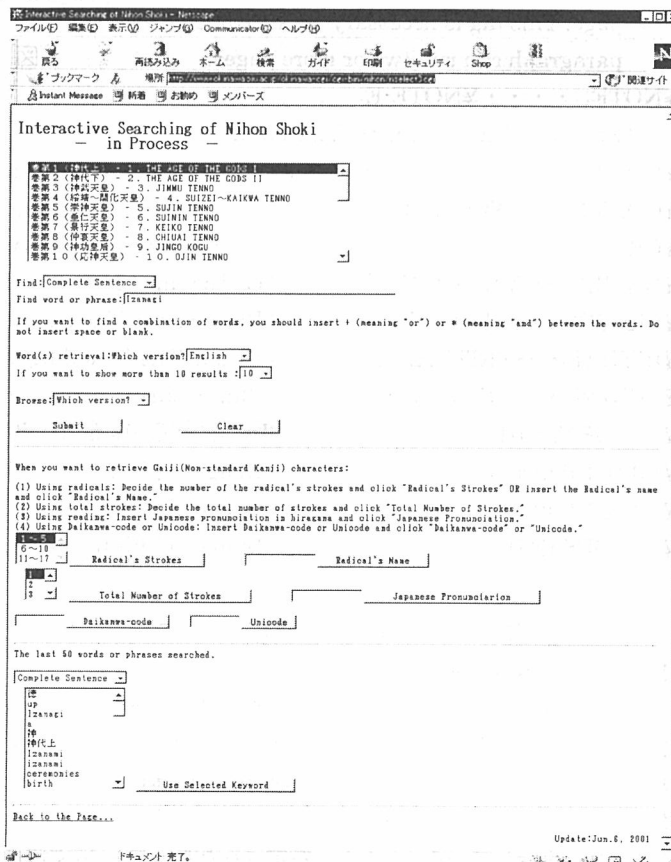 Interactive Searching of Nihon Shoki - Netscape
ファイル(F) 編集(E) 表示(V) ジャンプ(G) Communicator(C) ヘルプ(H)
戻る 再読み込み ホーム 検索 ガイド 印刷 セキュリティ Shop
ブックマーク 場所 関連サイト
Instant Message 新着 お勧め メンバーズ
Interactive Searching of Nihon Shoki
— in Process —
巻第1 (神代上) - 1. THE AGE OF THE GODS I
巻第2 (神代下) - 2. THE AGE OF THE GODS II
巻第3 (神武天皇) - 3. JIMMU TENNO
巻第4 (綏靖～開化天皇) - 4. SUIZEI～KAIKWA TENNO
巻第5 (崇神天皇) - 5. SUJIN TENNO
巻第6 (垂仁天皇) - 6. SUININ TENNO
巻第7 (景行天皇) - 7. KEIKO TENNO
巻第8 (仲哀天皇) - 8. CHIUAI TENNO
巻第9 (神功皇后) - 9. JINGO KOGU
巻第10 (応神天皇) - 10. OJIN TENNO
Find: Complete Sentence
Find word or phrase: Izanagi
If you want to find a combination of words, you should insert + (meaning "or") or * (meaning "and") between the words. Do
not insert space or blank.
Word(s) retrieval:Which version? English
If you want to show more than 10 results : 10
Browse: Which version?
Submit Clear
When you want to retrieve Gaiji(Non-standard Kanji) characters:
(1) Using radicals: Decide the number of the radical's strokes and click "Radical's Strokes" OR insert the Radical's name
and click "Radical's Name."
(2) Using total strokes: Decide the total number of strokes and click "Total Number of Strokes."
(3) Using reading: Insert Japanese pronunciation in hiragana and click "Japanese Pronunciation."
(4) Using Daikanwa-code or Unicode: Insert Daikanwa-code or Unicode and click "Daikanwa-code" or "Unicode."
1～5
6～10
11～17 Radical's Strokes Radical's Name
1
2
3 Total Number of Strokes Japanese Pronunciation
Daikanwa-code Unicode
The last 50 words or phrases searched.
Complete Sentence
徳
up
Izanagi
a
神
神代上
Izanami
izanami
ceremonies
birth Use Selected Keyword
Back to the Page...
Update:Jun.6, 2001
ドキュメント 完了。